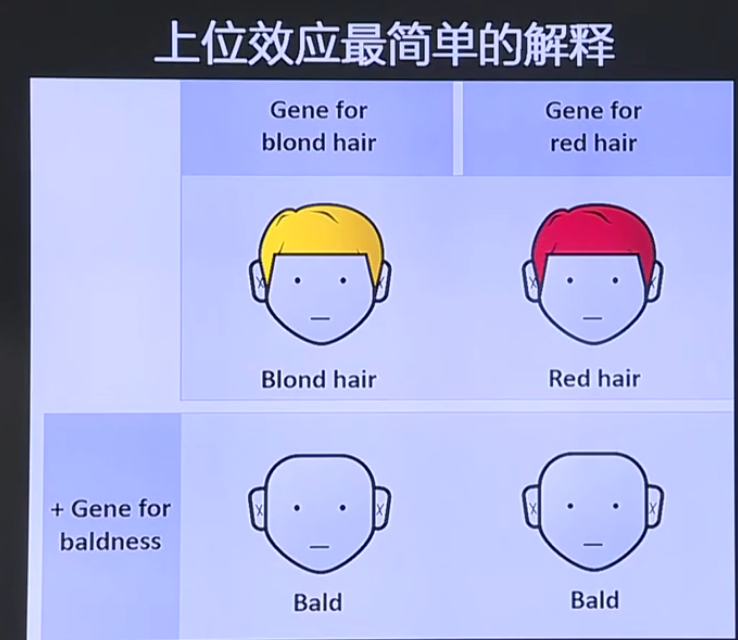 上位效应最简单的解释
Gene for
blond hair
Gene for
red hair
Blond hair
Red hair
+ Gene for
baldness
Bald
Bald